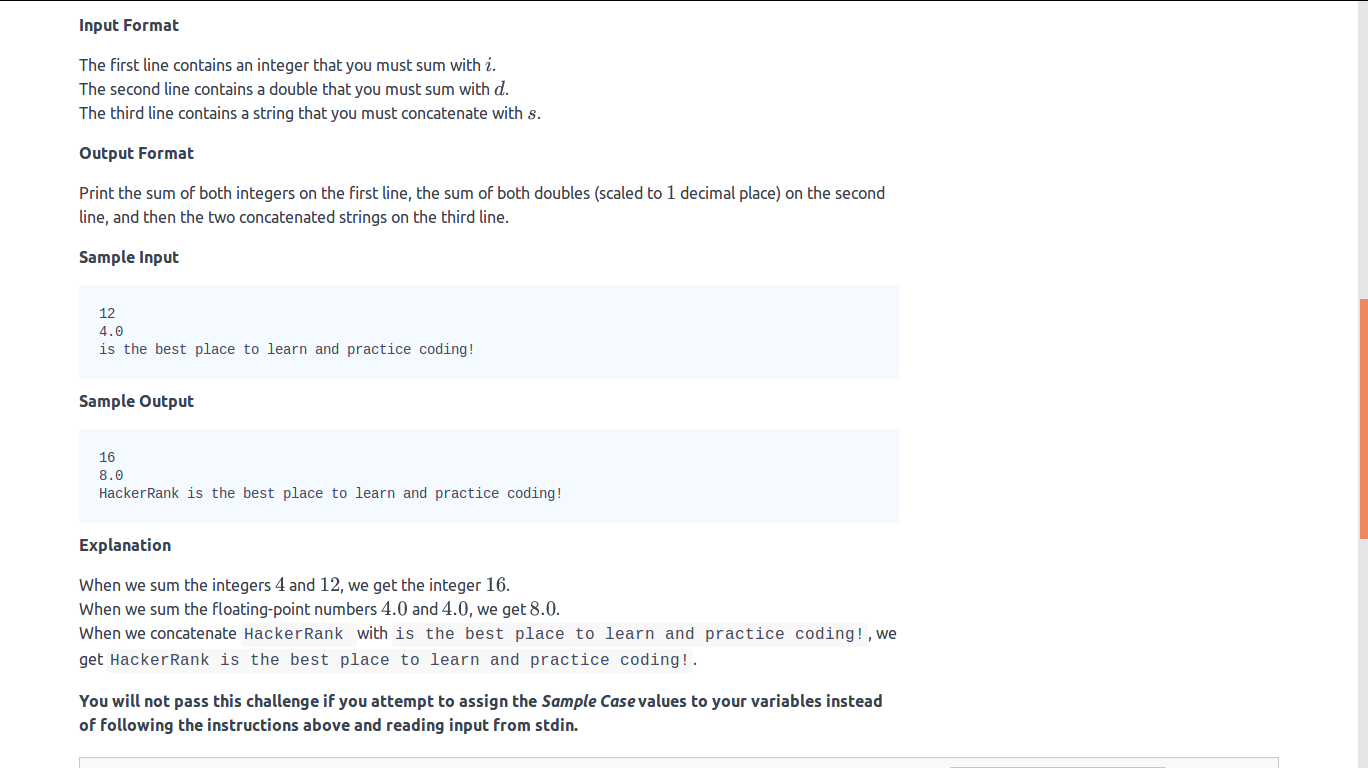 Input Format
The first line contains an integer that you must sum with i.
The second line contains a double that you must sum with d.
The third line contains a string that you must concatenate with s.
Output Format
Print the sum of both integers on the first line, the sum of both doubles (scaled to 1 decimal place) on the second
line, and then the two concatenated strings on the third line.
Sample Input
12
4.0
is the best place to learn and practice coding!
Sample Output
16
8.0
HackerRank is the best place to learn and practice coding!
Explanation
When we sum the integers 4 and 12, we get the integer 16.
When we sum the floating-point numbers 4.0 and 4.0, we get 8.0.
When we concatenate HackerRank with is the best place to learn and practice coding!, we
get HackerRank is the best place to learn and practice coding!.
You will not pass this challenge if you attempt to assign the Sample Case values to your variables instead
of following the instructions above and reading input from stdin.